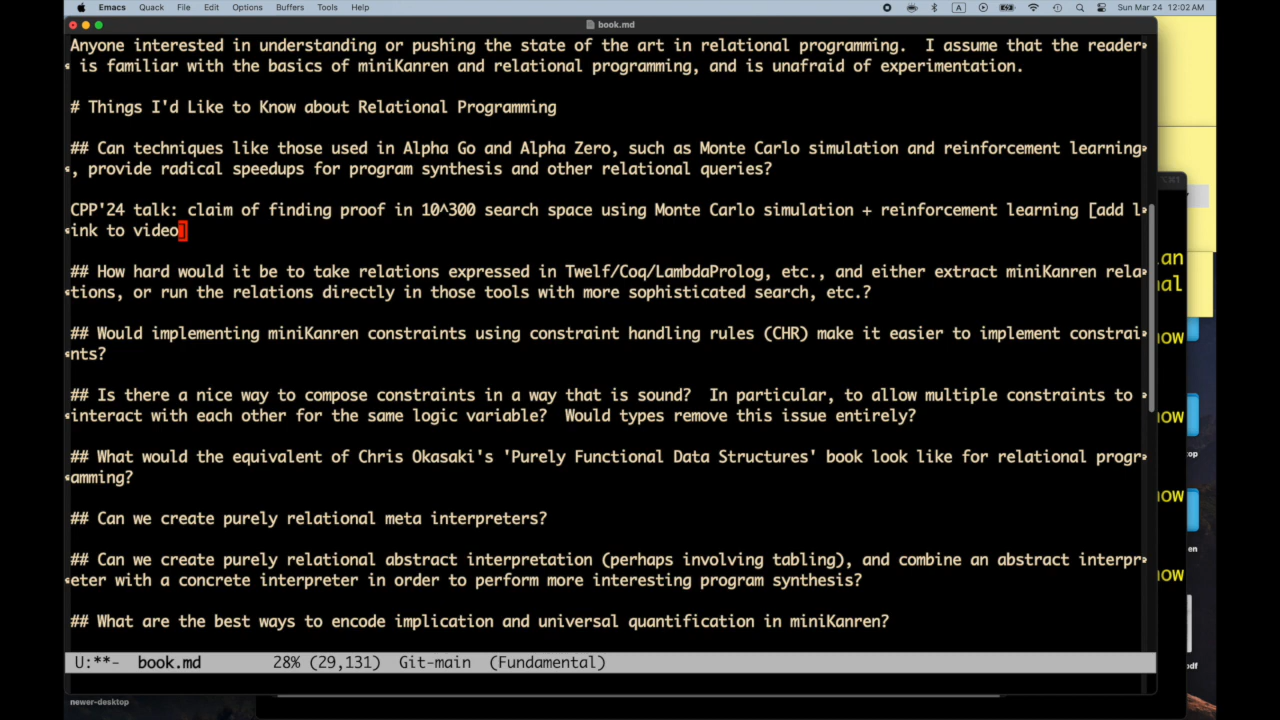 Emacs Quack File Edit Options Buffers Tools Help Sun Mar 24 12:02 AM
book.md
Anyone interested in understanding or pushing the state of the art in relational programming.  I assume that the reader
is familiar with the basics of miniKanren and relational programming, and is unafraid of experimentation.
# Things I'd Like to Know about Relational Programming
## Can techniques like those used in Alpha Go and Alpha Zero, such as Monte Carlo simulation and reinforcement learning
, provide radical speedups for program synthesis and other relational queries?
CPP'24 talk: claim of finding proof in 10^300 search space using Monte Carlo simulation + reinforcement learning [add l
ink to video]
## How hard would it be to take relations expressed in Twelf/Coq/LambdaProlog, etc., and either extract miniKanren rela
tions, or run the relations directly in those tools with more sophisticated search, etc.?
## Would implementing miniKanren constraints using constraint handling rules (CHR) make it easier to implement constrai
nts?
## Is there a nice way to compose constraints in a way that is sound?  In particular, to allow multiple constraints to
interact with each other for the same logic variable?  Would types remove this issue entirely?
## What would the equivalent of Chris Okasaki's 'Purely Functional Data Structures' book look like for relational progr
amming?
## Can we create purely relational meta interpreters?
## Can we create purely relational abstract interpretation (perhaps involving tabling), and combine an abstract interpr
eter with a concrete interpreter in order to perform more interesting program synthesis?
## What are the best ways to encode implication and universal quantification in miniKanren?
U:**-  book.md        28% (29,131)  Git-main  (Fundamental)
newer-desktop